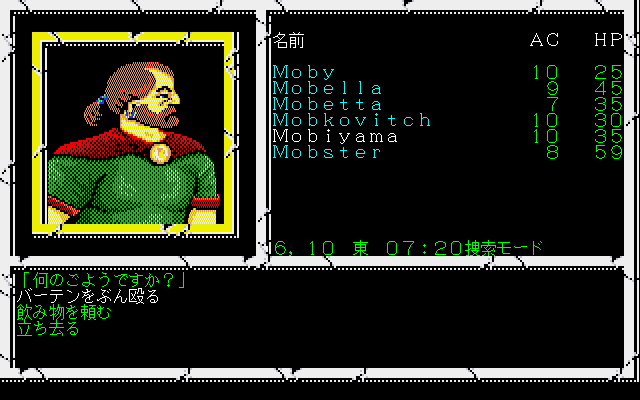 名前 AC HP
Moby 10 25
Mobella 9 45
Mobetta 7 35
Mobkovitch 10 30
Mobiyama 10 35
Mobster 8 59
6, 10 東 07:20捜索モード
「何のごようですか？」
バーテンをぶん殴る
飲み物を頼む
立ち去る